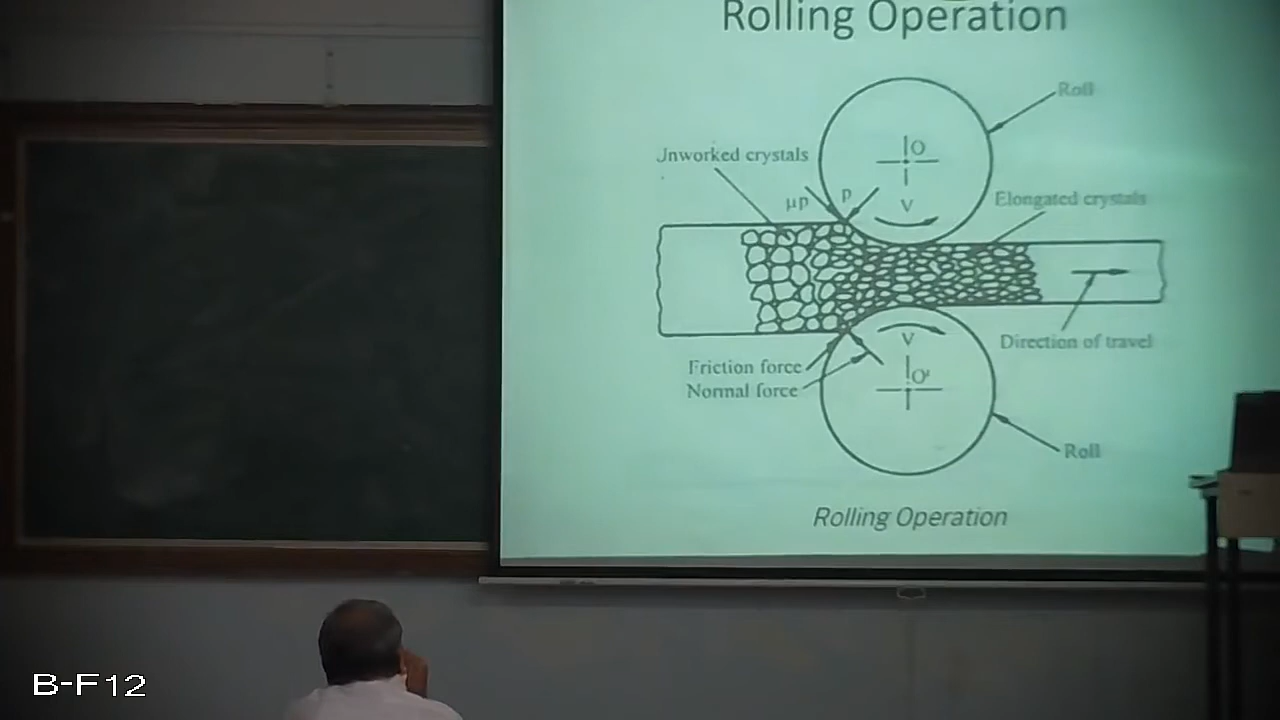 Rolling Operation
Roll
Unworked crystals
O
P
μp
V
Elongated crystals
Direction of travel
V
Friction force
O'
Normal force
Roll
Rolling Operation
B-F12